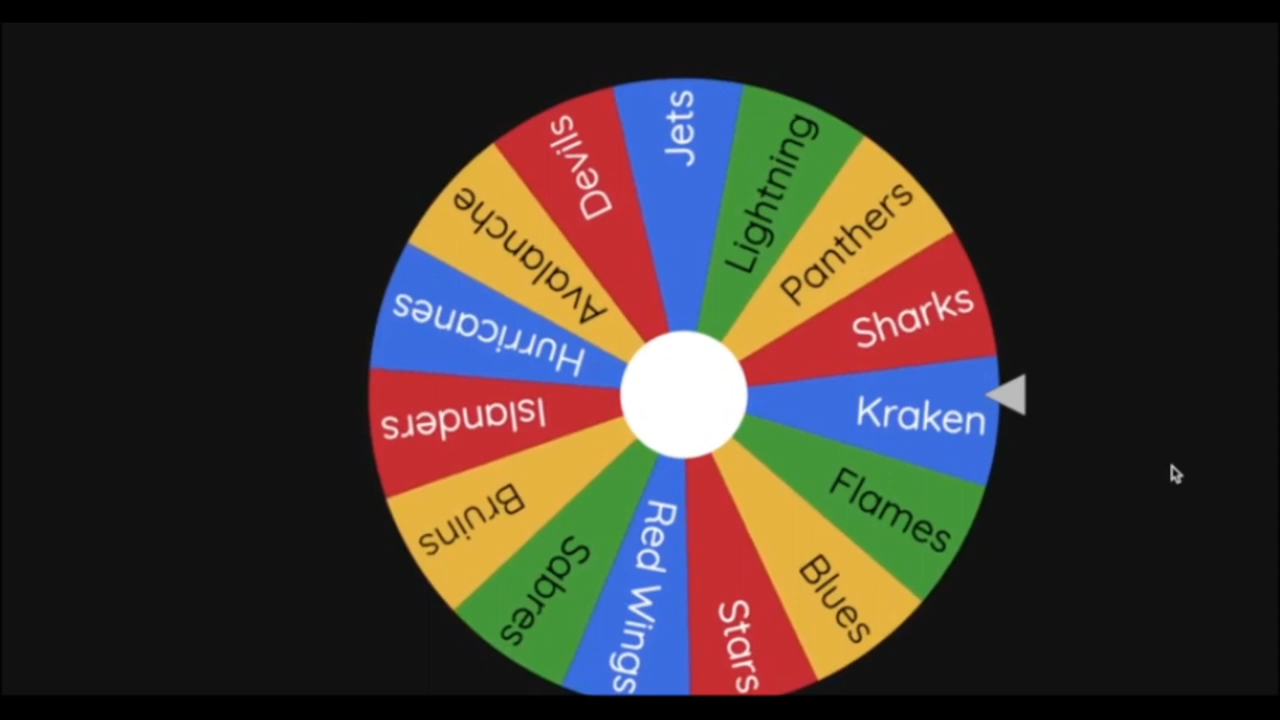 Jets
Lightning
Panthers
Sharks
Kraken
Flames
Blues
Stars
Red Wings
Sabres
Bruins
Islanders
Hurricanes
Avalanche
Devils